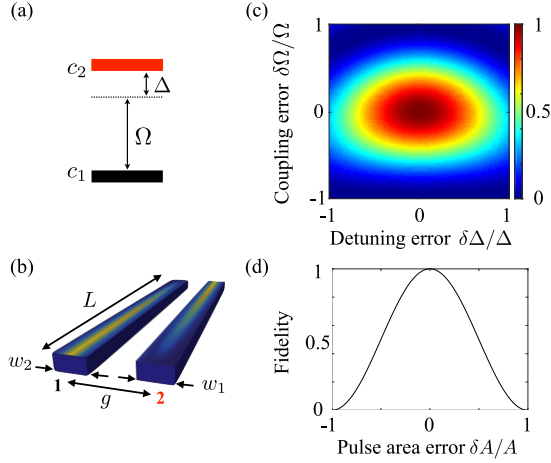 (a)
c₂
Δ
Ω
c₁
(b)
L
w₂
1
g
2
w₁
(c)
Coupling error δΩ/Ω
1
0
-1
-1
0
1
Detuning error δΔ/Δ
1
0.5
0
(d)
Fidelity
1
0.5
0
-1
0
1
Pulse area error δA/A